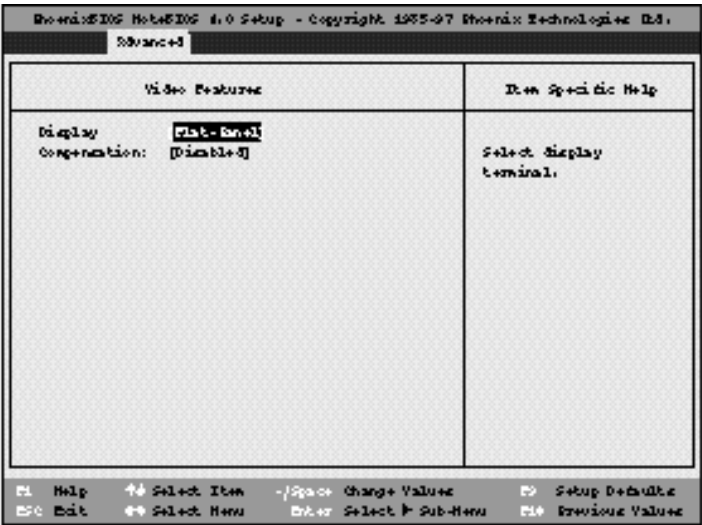 PhoenixBIOS NoteBIOS 4.0 Setup - Copyright 1985-97 Phoenix Technologies Ltd.
Advanced
Video Features
Item Specific Help
Display [Flat-Panel]
Compensation: [Disabled]
Select display
terminal.
F1 Help ↑↓ Select Item -/Space Change Values F9 Setup Defaults
ESC Exit ↔ Select Menu Enter Select ▶ Sub-Menu F10 Previous Values